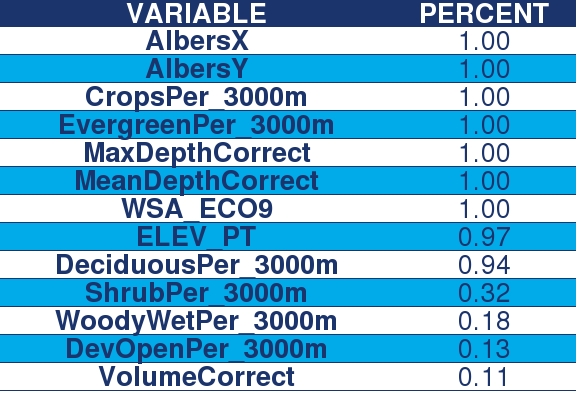 VARIABLE PERCENT
AlbersX 1.00
AlbersY 1.00
CropsPer_3000m 1.00
EvergreenPer_3000m 1.00
MaxDepthCorrect 1.00
MeanDepthCorrect 1.00
WSA_ECO9 1.00
ELEV_PT 0.97
DeciduousPer_3000m 0.94
ShrubPer_3000m 0.32
WoodyWetPer_3000m 0.18
DevOpenPer_3000m 0.13
VolumeCorrect 0.11